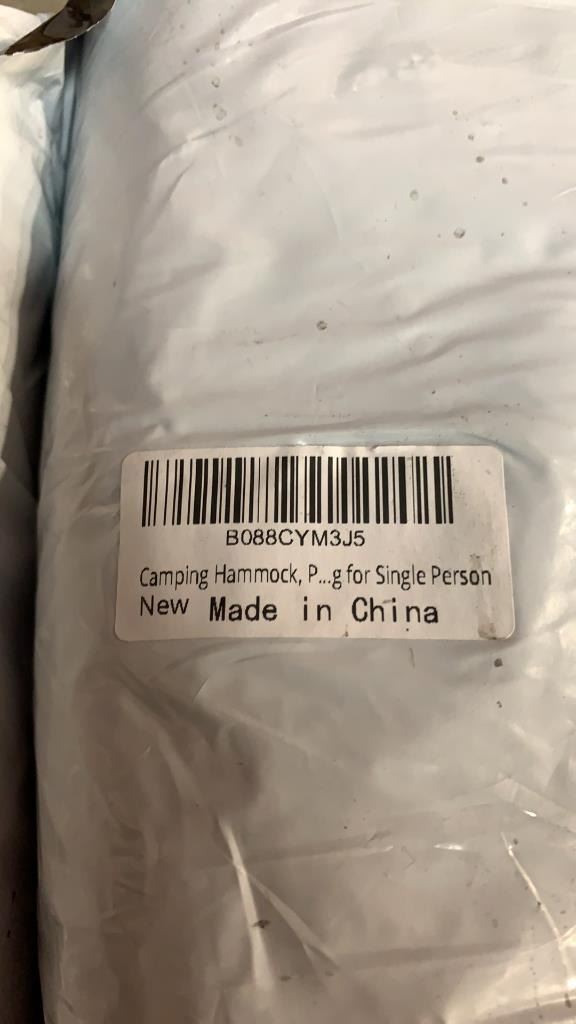 B088CYM3J5
Camping Hammock, P...g for Single Person
New Made in China